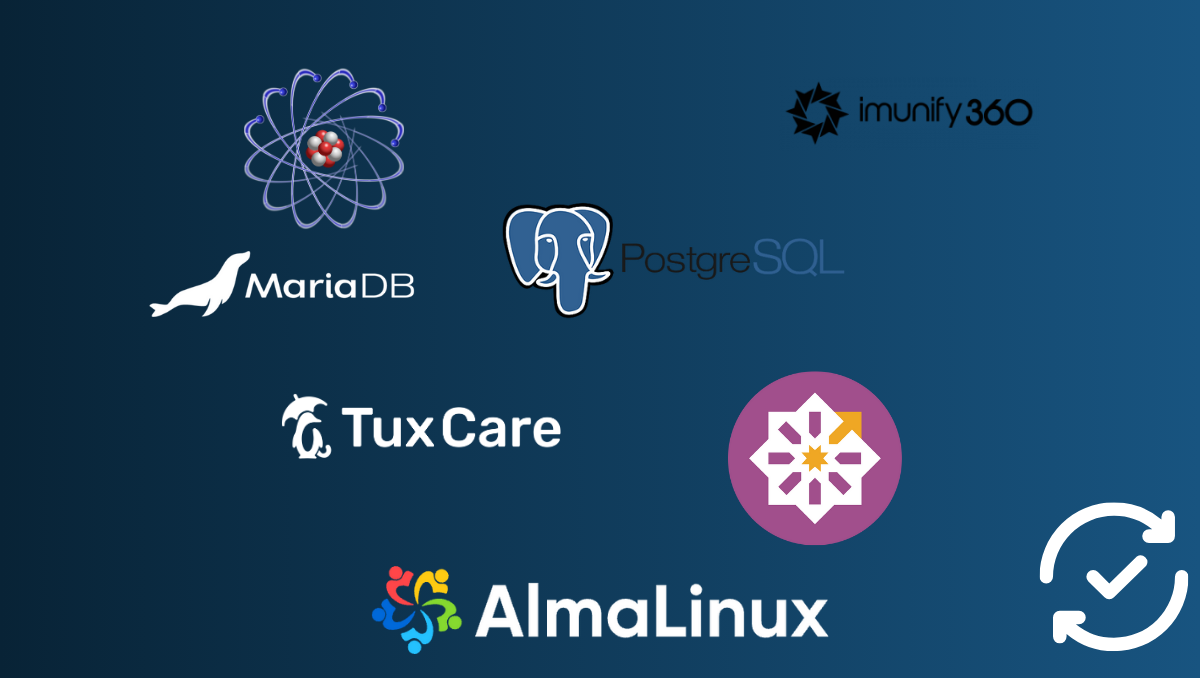 imunify360
PostgreSQL
MariaDB
TuxCare
AlmaLinux